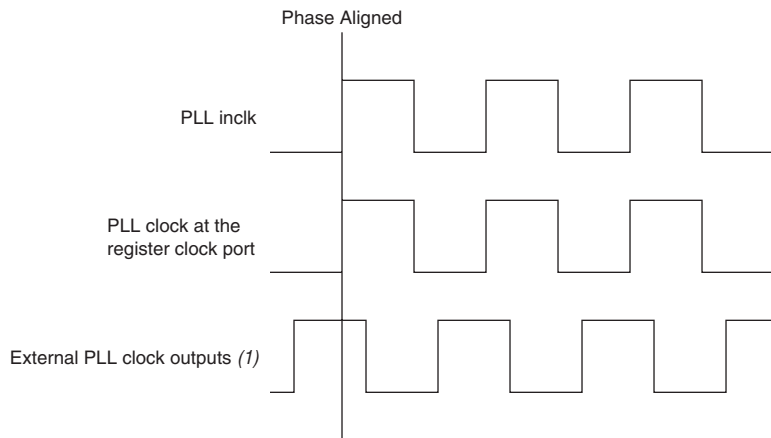 Phase Aligned
PLL inclk
PLL clock at the
register clock port
External PLL clock outputs (1)